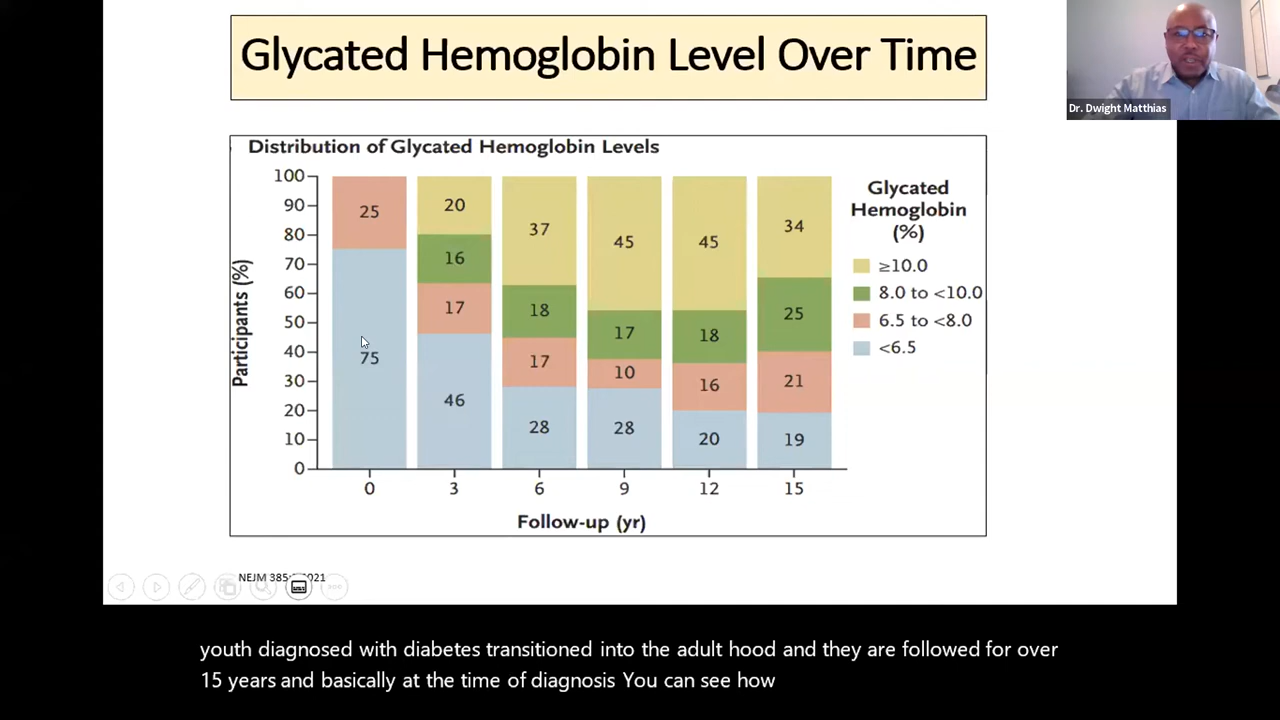 Glycated Hemoglobin Level Over Time
Dr. Dwight Matthias
Distribution of Glycated Hemoglobin Levels
Participants (%)
100
90
80
70
60
50
40
30
20
10
0
25
75
20
16
17
46
37
18
17
28
45
17
10
28
45
18
16
20
34
25
21
19
0 3 6 9 12 15
Follow-up (yr)
Glycated
Hemoglobin
(%)
≥10.0
8.0 to <10.0
6.5 to <8.0
<6.5
NEJM 2021
youth diagnosed with diabetes transitioned into the adult hood and they are followed for over
15 years and basically at the time of diagnosis You can see how